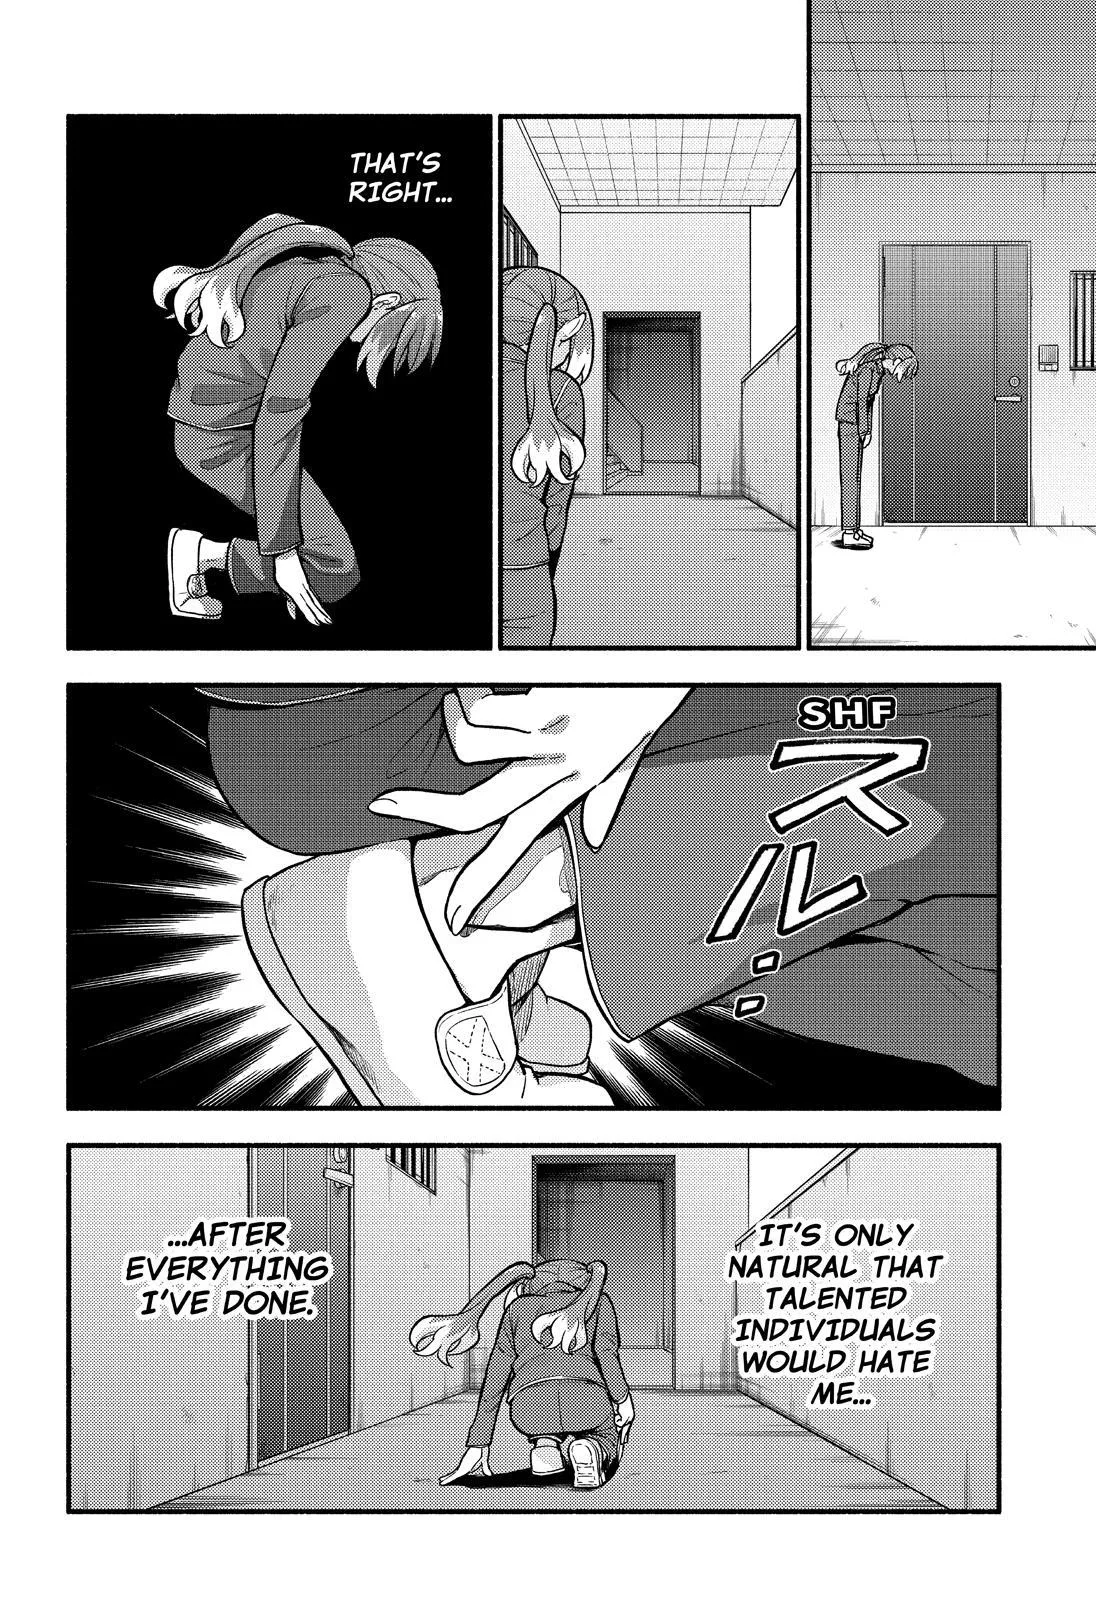 THAT'S
RIGHT...
SHF
スル..
IT'S ONLY
NATURAL THAT
TALENTED
INDIVIDUALS
WOULD HATE
ME...
...AFTER
EVERYTHING
I'VE DONE.